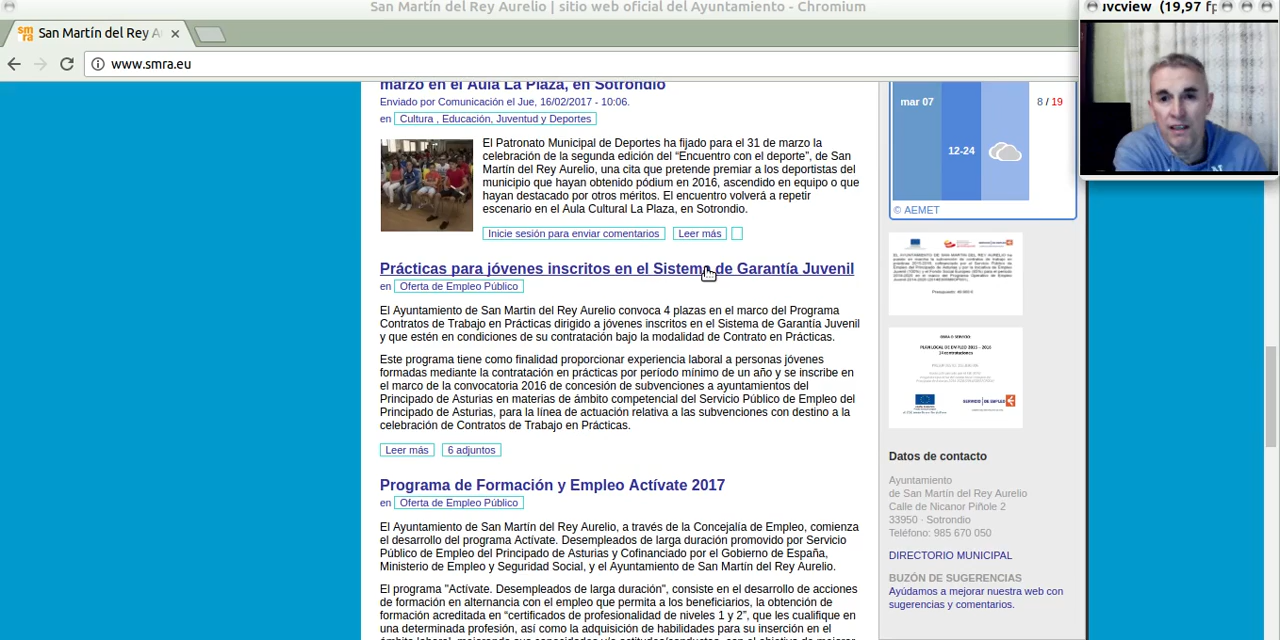 San Martín del Rey Aurelio | sitio web oficial del Ayuntamiento - Chromium
San Martín del Rey A
www.smra.eu
marzo en el Aula La Plaza, en Sotrondio
Enviado por Comunicación el Jue, 16/02/2017 - 10:06.
en Cultura , Educación, Juventud y Deportes
El Patronato Municipal de Deportes ha fijado para el 31 de marzo la
celebración de la segunda edición del “Encuentro con el deporte”, de San
Martín del Rey Aurelio, una cita que pretende premiar a los deportistas del
municipio que hayan obtenido pódium en 2016, ascendido en equipo o que
hayan destacado por otros méritos. El encuentro volverá a repetir
escenario en el Aula Cultural La Plaza, en Sotrondio.
Inicie sesión para enviar comentarios Leer más
Prácticas para jóvenes inscritos en el Sistema de Garantía Juvenil
en Oferta de Empleo Público
El Ayuntamiento de San Martin del Rey Aurelio convoca 4 plazas en el marco del Programa
Contratos de Trabajo en Prácticas dirigido a jóvenes inscritos en el Sistema de Garantía Juvenil
y que estén en condiciones de su contratación bajo la modalidad de Contrato en Prácticas.
Este programa tiene como finalidad proporcionar experiencia laboral a personas jóvenes
formadas mediante la contratación en prácticas por período mínimo de un año y se inscribe en
el marco de la convocatoria 2016 de concesión de subvenciones a ayuntamientos del
Principado de Asturias en materias de ámbito competencial del Servicio Público de Empleo del
Principado de Asturias, para la línea de actuación relativa a las subvenciones con destino a la
celebración de Contratos de Trabajo en Prácticas.
Leer más 6 adjuntos
Programa de Formación y Empleo Actívate 2017
en Oferta de Empleo Público
El Ayuntamiento de San Martín del Rey Aurelio, a través de la Concejalía de Empleo, comienza
el desarrollo del programa Actívate. Desempleados de larga duración promovido por Servicio
Público de Empleo del Principado de Asturias y Cofinanciado por el Gobierno de España,
Ministerio de Empleo y Seguridad Social, y el Ayuntamiento de San Martín del Rey Aurelio.
El programa "Actívate. Desempleados de larga duración", consiste en el desarrollo de acciones
de formación en alternancia con el empleo que permita a los beneficiarios, la obtención de
formación acreditada en “certificados de profesionalidad de niveles 1 y 2”, que les cualifique en
una determinada profesión, así como la adquisición de habilidades para su inserción en el
mar 07
8 / 19
12-24
© AEMET
Datos de contacto
Ayuntamiento
de San Martín del Rey Aurelio
Calle de Nicanor Piñole 2
33950 · Sotrondio
Teléfono: 985 670 050
DIRECTORIO MUNICIPAL
BUZÓN DE SUGERENCIAS
Ayúdamos a mejorar nuestra web con
sugerencias y comentarios.
uvcview (19,97 fp